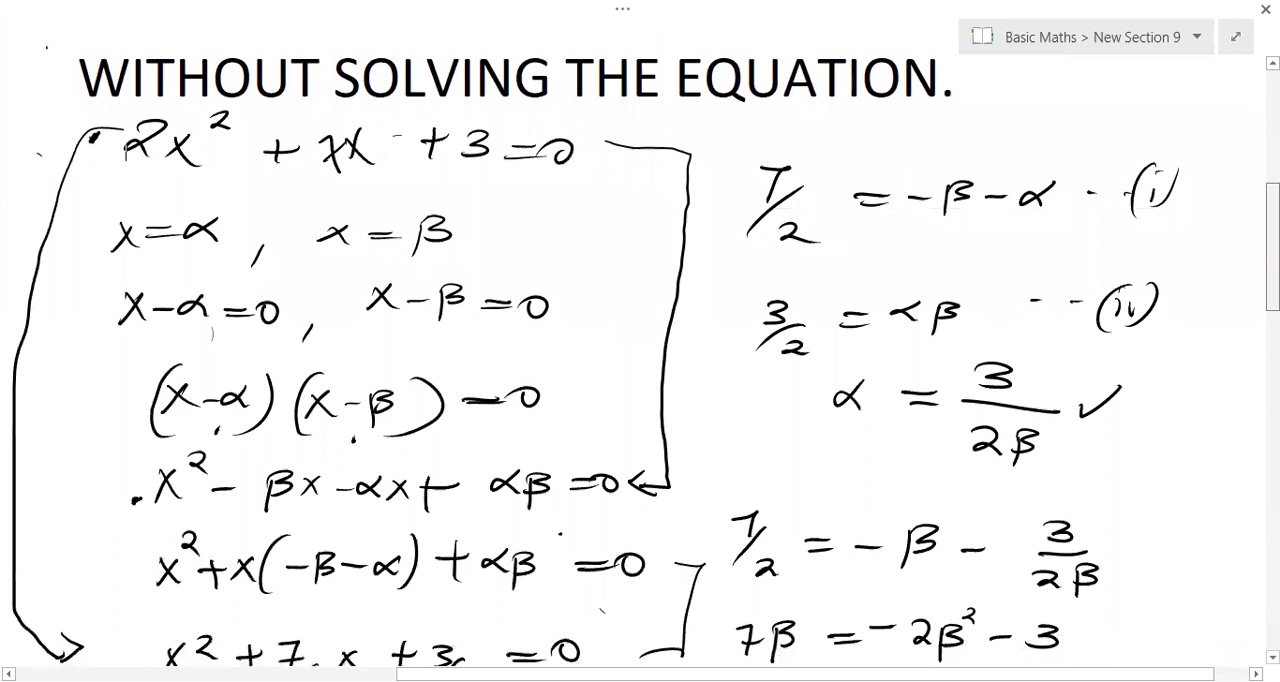 Basic Maths > New Section 9
WITHOUT SOLVING THE EQUATION.
2x² + 7x + 3 = 0
x = α , x = β
x - α = 0 , x - β = 0
(x - α) (x - β) = 0
x² - βx - αx + αβ = 0
x² + x(-β - α) + αβ = 0
x² + 7 x + 3 = 0
7/2 = -β - α - (i)
3/2 = αβ -- (ii)
α = 3/2β ✓
7/2 = -β - 3/2β
7β = -2β² - 3